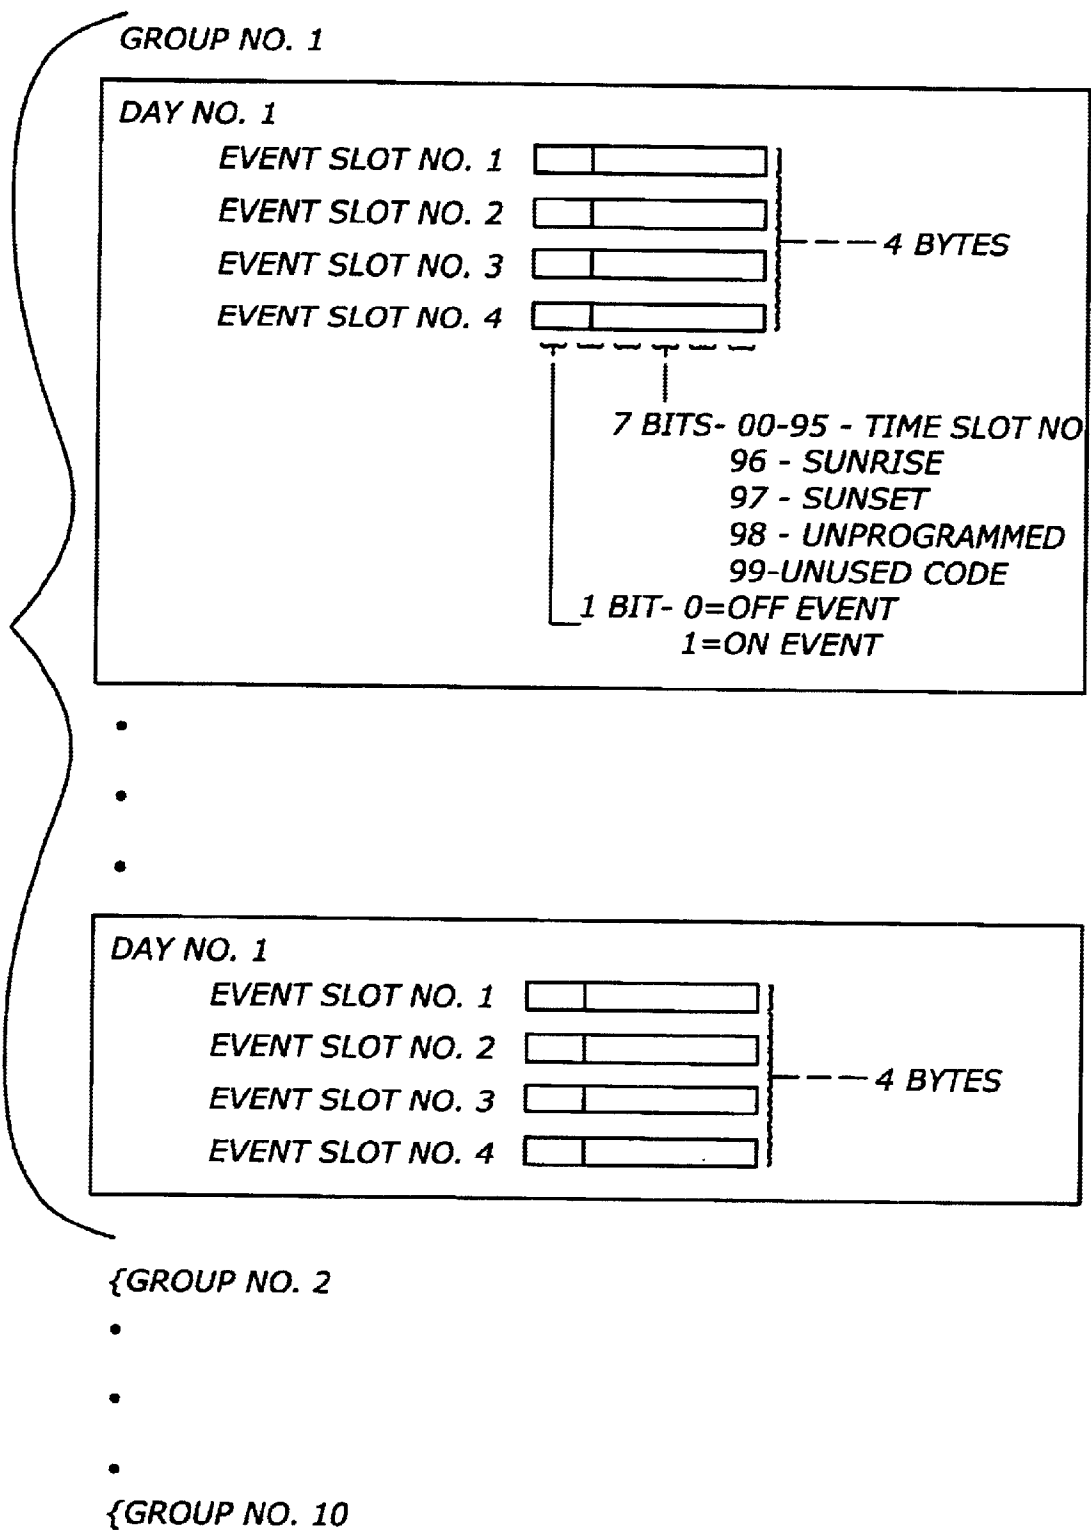 GROUP NO. 1
DAY NO. 1
EVENT SLOT NO. 1
EVENT SLOT NO. 2
4 BYTES
EVENT SLOT NO. 3
EVENT SLOT NO. 4
7 BITS- 00-95 - TIME SLOT NO
96 - SUNRISE
97 - SUNSET
98 - UNPROGRAMMED
99-UNUSED CODE
1 BIT- 0=OFF EVENT
1=ON EVENT
DAY NO. 1
EVENT SLOT NO. 1
EVENT SLOT NO. 2
4 BYTES
EVENT SLOT NO. 3
EVENT SLOT NO. 4
{GROUP NO. 2
{GROUP NO. 10